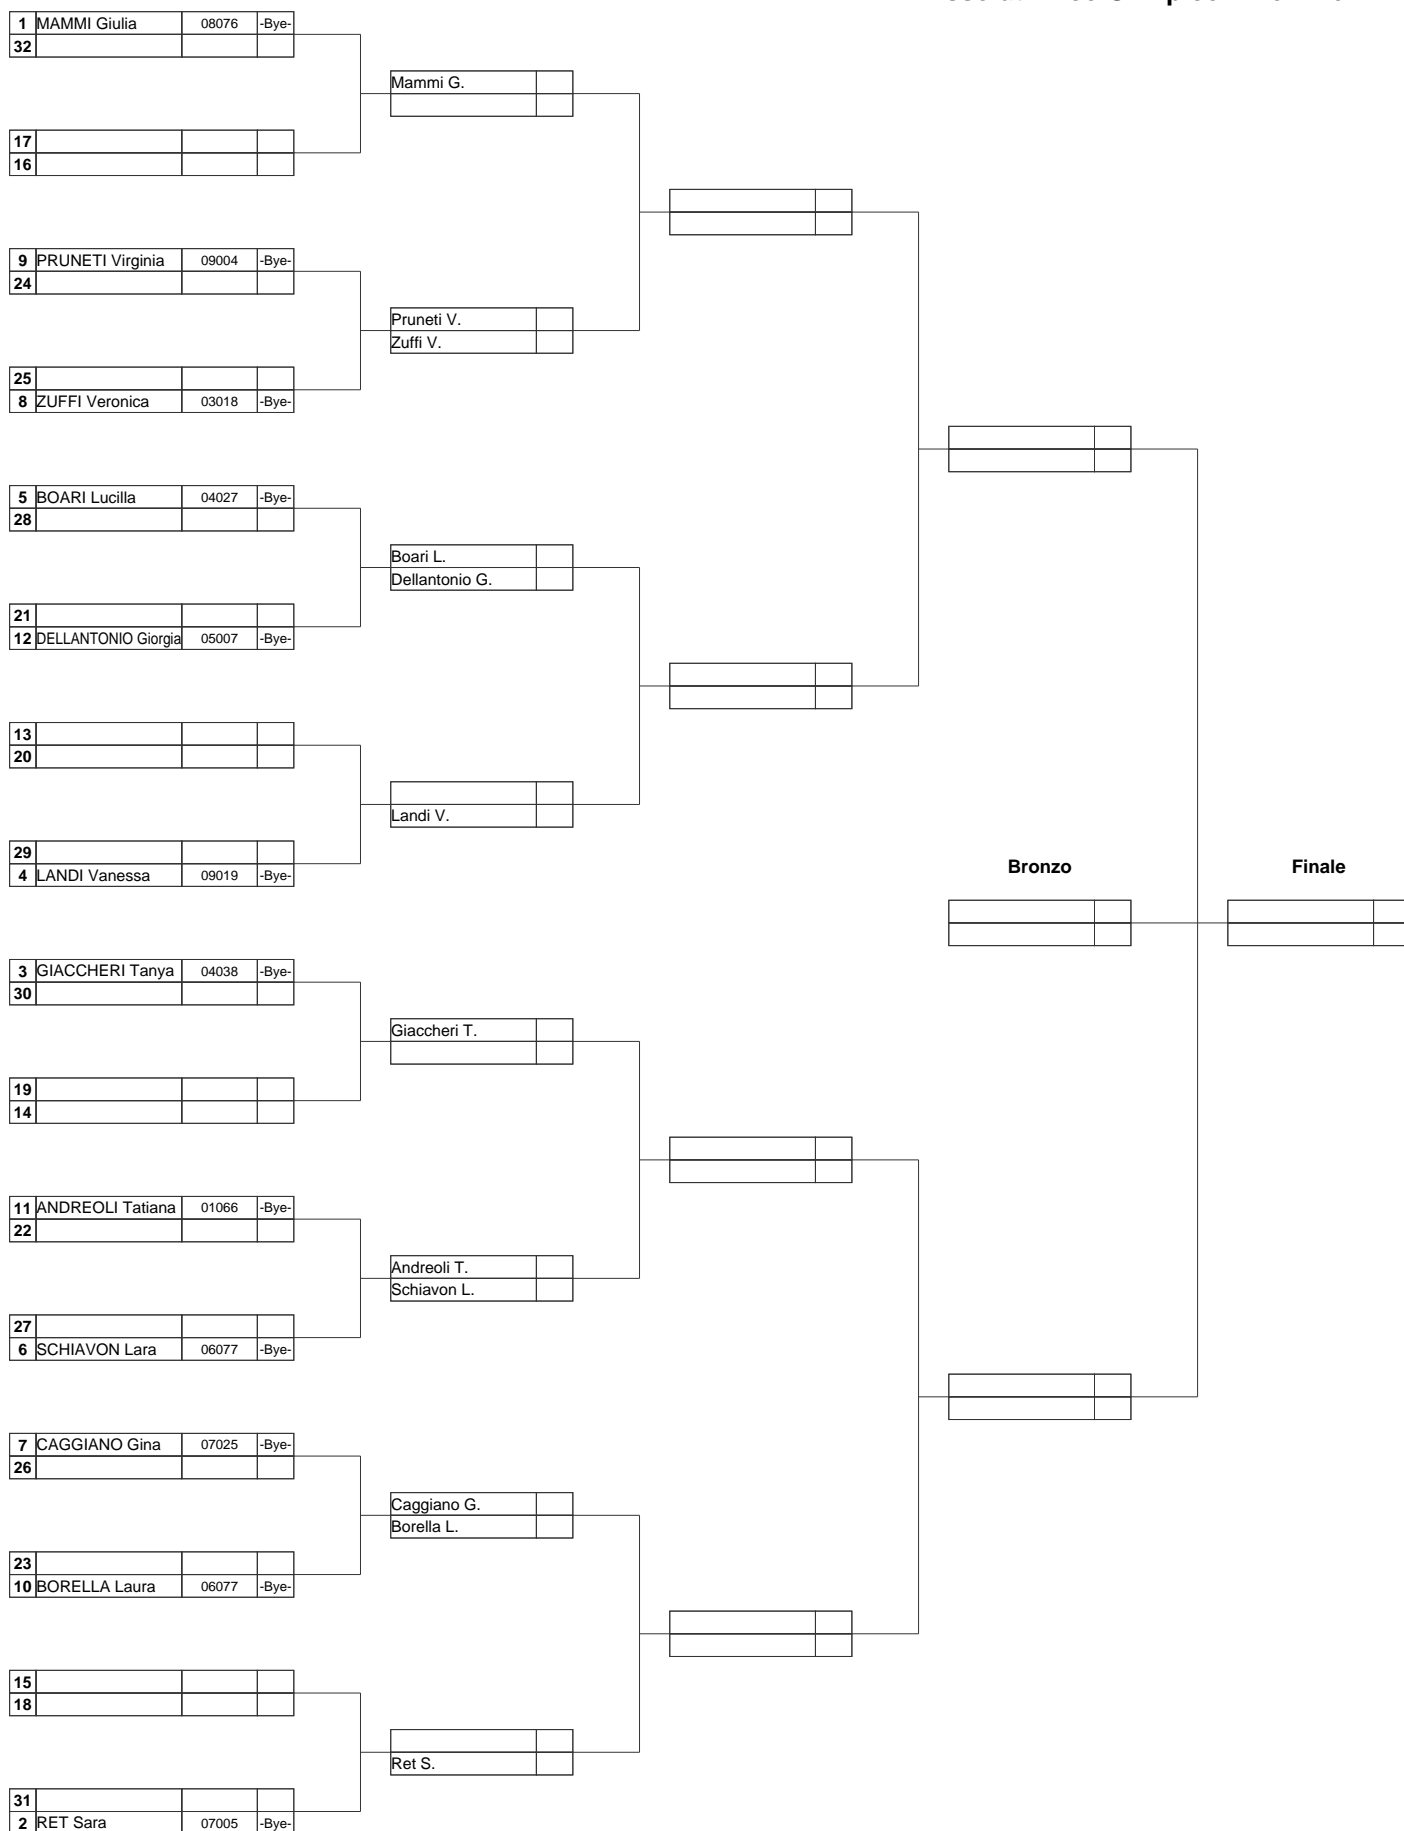 1 MAMMI Giulia 08076 -Bye-
32
Mammi G.
17
16
9 PRUNETI Virginia 09004 -Bye-
24
Pruneti V.
Zuffi V.
25
8 ZUFFI Veronica 03018 -Bye-
5 BOARI Lucilla 04027 -Bye-
28
Boari L.
Dellantonio G.
21
12 DELLANTONIO Giorgia 05007 -Bye-
13
20
Landi V.
29
4 LANDI Vanessa 09019 -Bye-
Bronzo Finale
3 GIACCHERI Tanya 04038 -Bye-
30
Giaccheri T.
19
14
11 ANDREOLI Tatiana 01066 -Bye-
22
Andreoli T.
Schiavon L.
27
6 SCHIAVON Lara 06077 -Bye-
7 CAGGIANO Gina 07025 -Bye-
26
Caggiano G.
Borella L.
23
10 BORELLA Laura 06077 -Bye-
15
18
Ret S.
31
2 RET Sara 07005 -Bye-